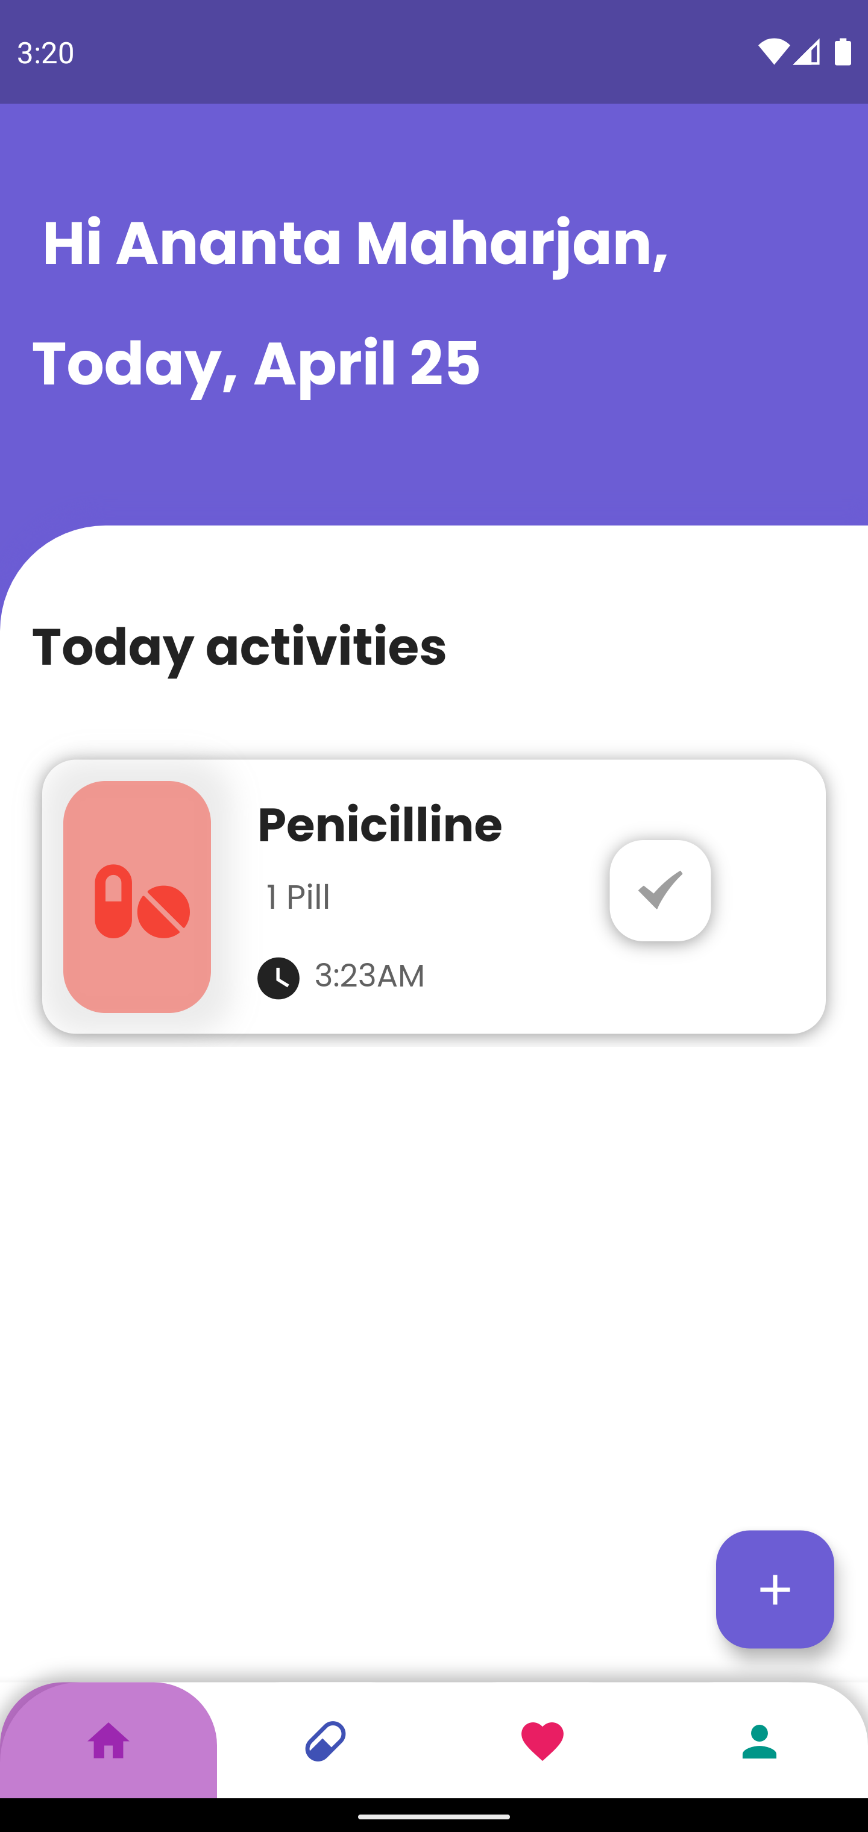 3:20
Hi Ananta Maharjan,
Today, April 25
Today activities
Penicilline
1 Pill
3:23AM